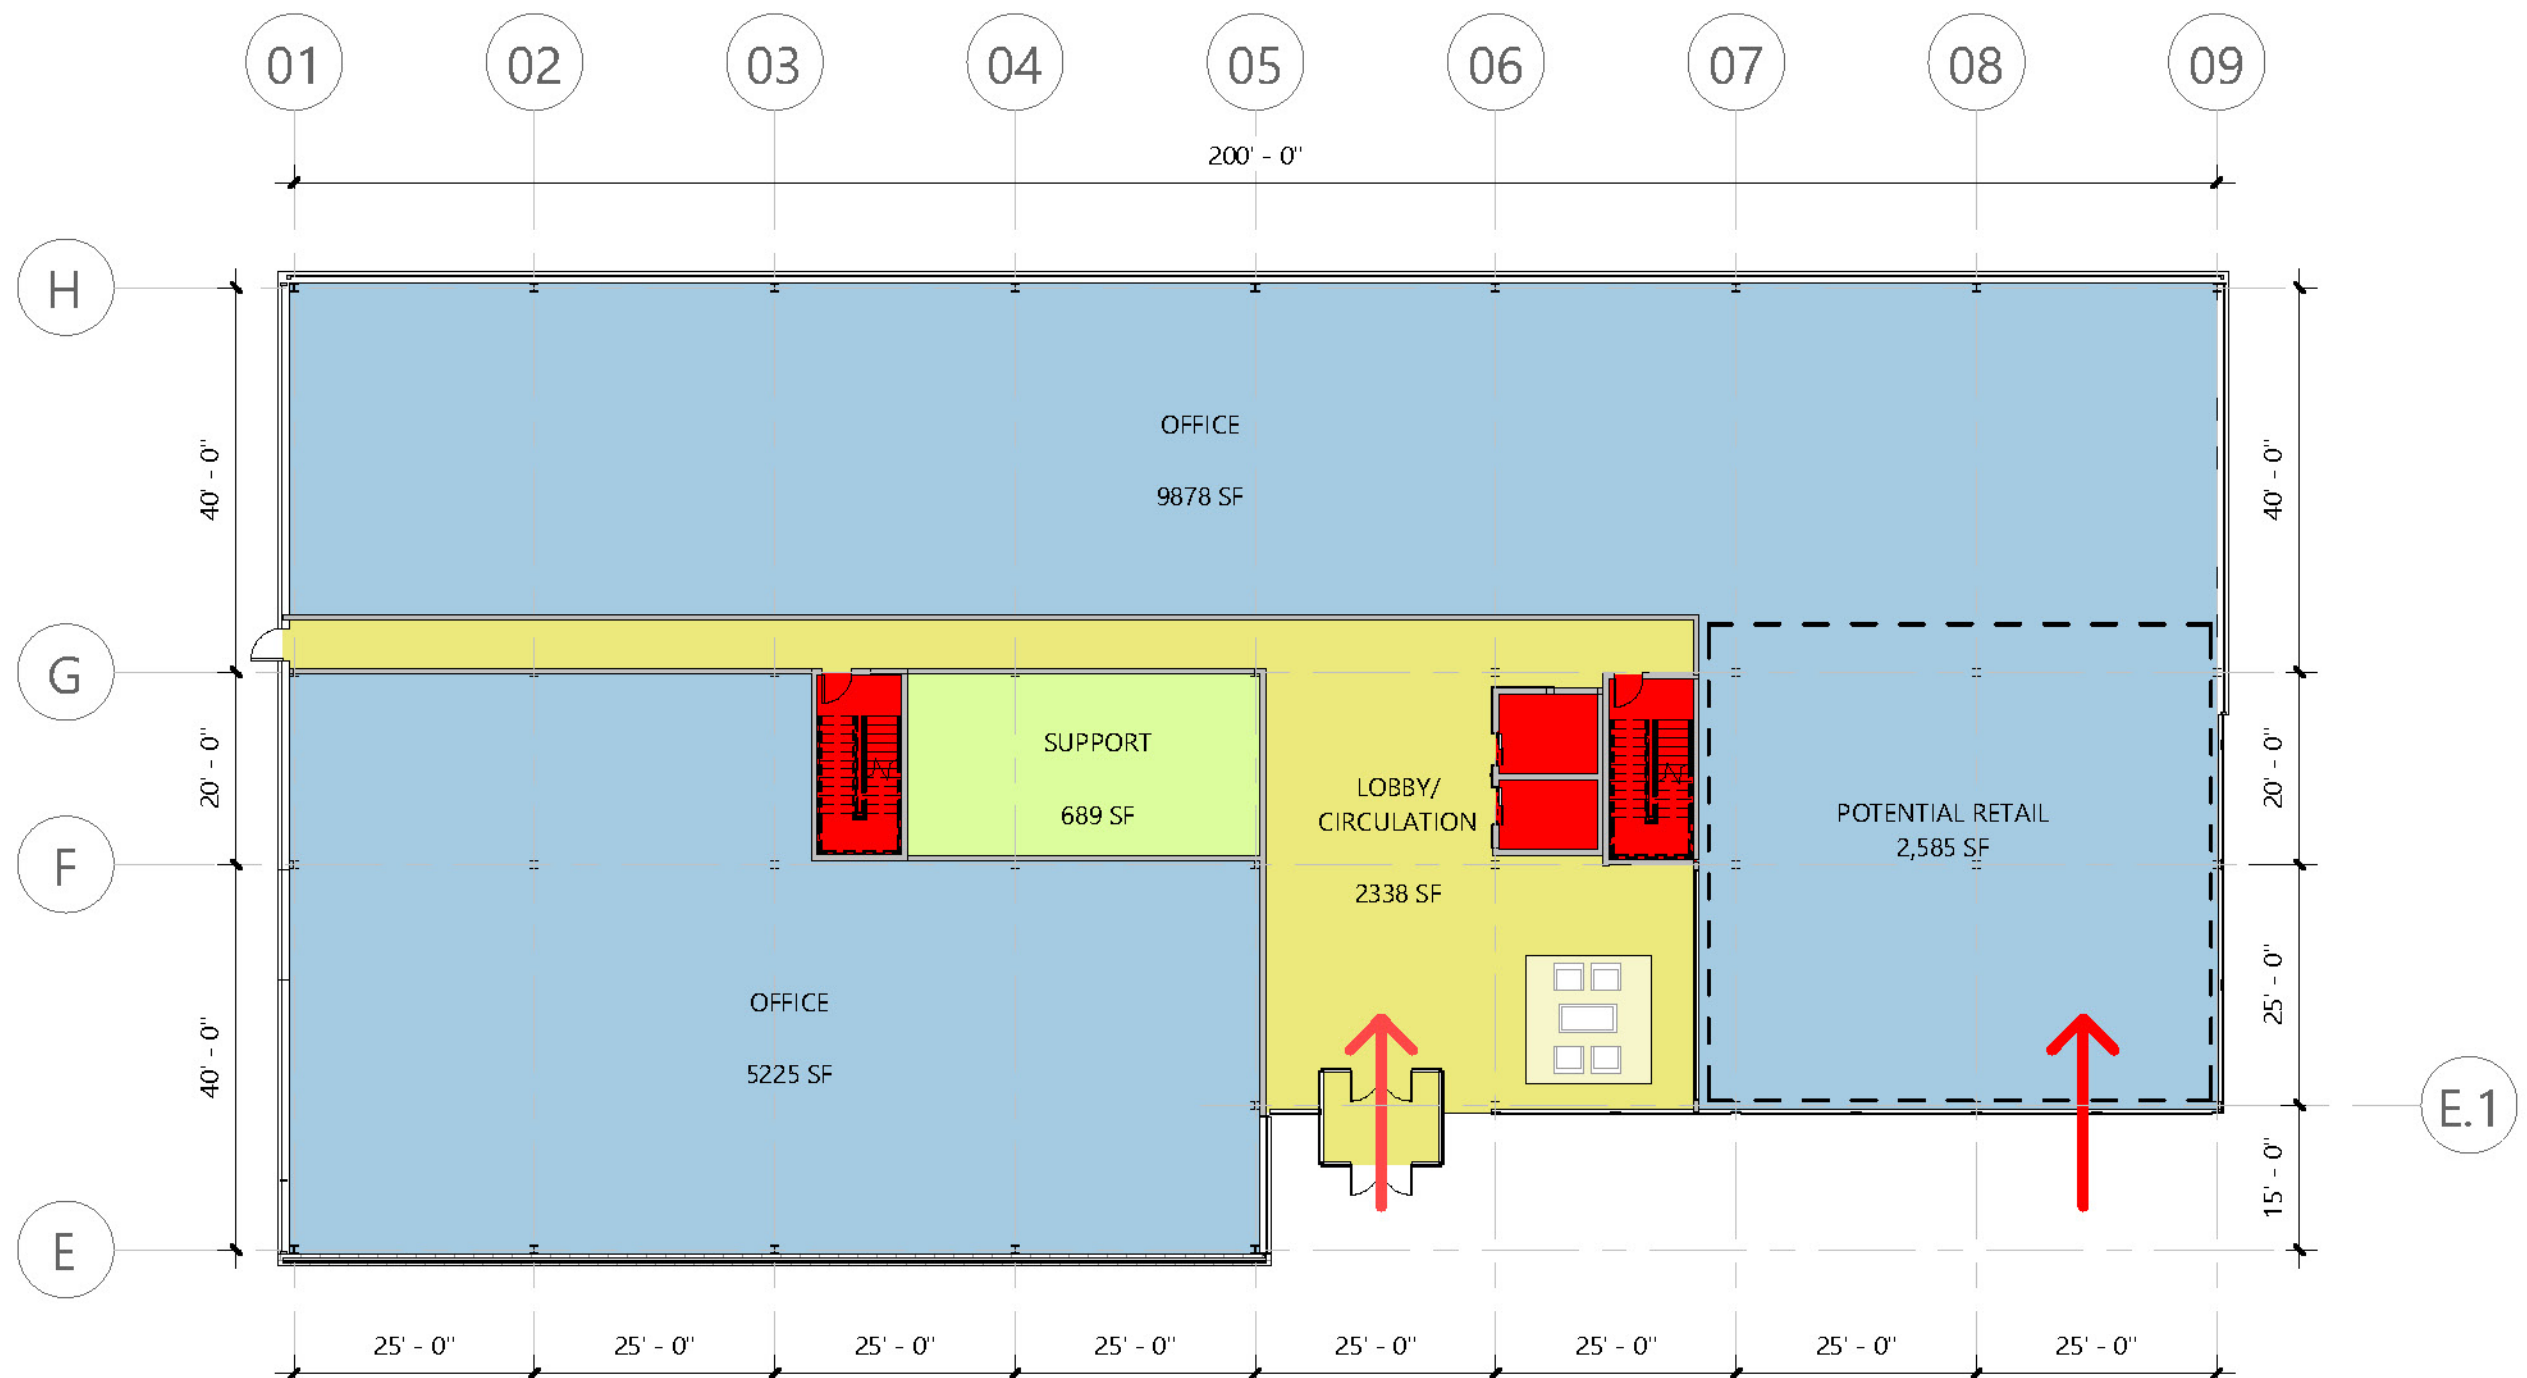 01 02 03 04 05 06 07 08 09
200' - 0"
H
OFFICE
9878 SF
40' - 0"
40' - 0"
G
SUPPORT
689 SF
20' - 0"
20' - 0"
LOBBY/
CIRCULATION
2338 SF
POTENTIAL RETAIL
2,585 SF
F
OFFICE
5225 SF
40' - 0"
25' - 0"
E.1
15' - 0"
E
25' - 0" 25' - 0" 25' - 0" 25' - 0" 25' - 0" 25' - 0" 25' - 0" 25' - 0"